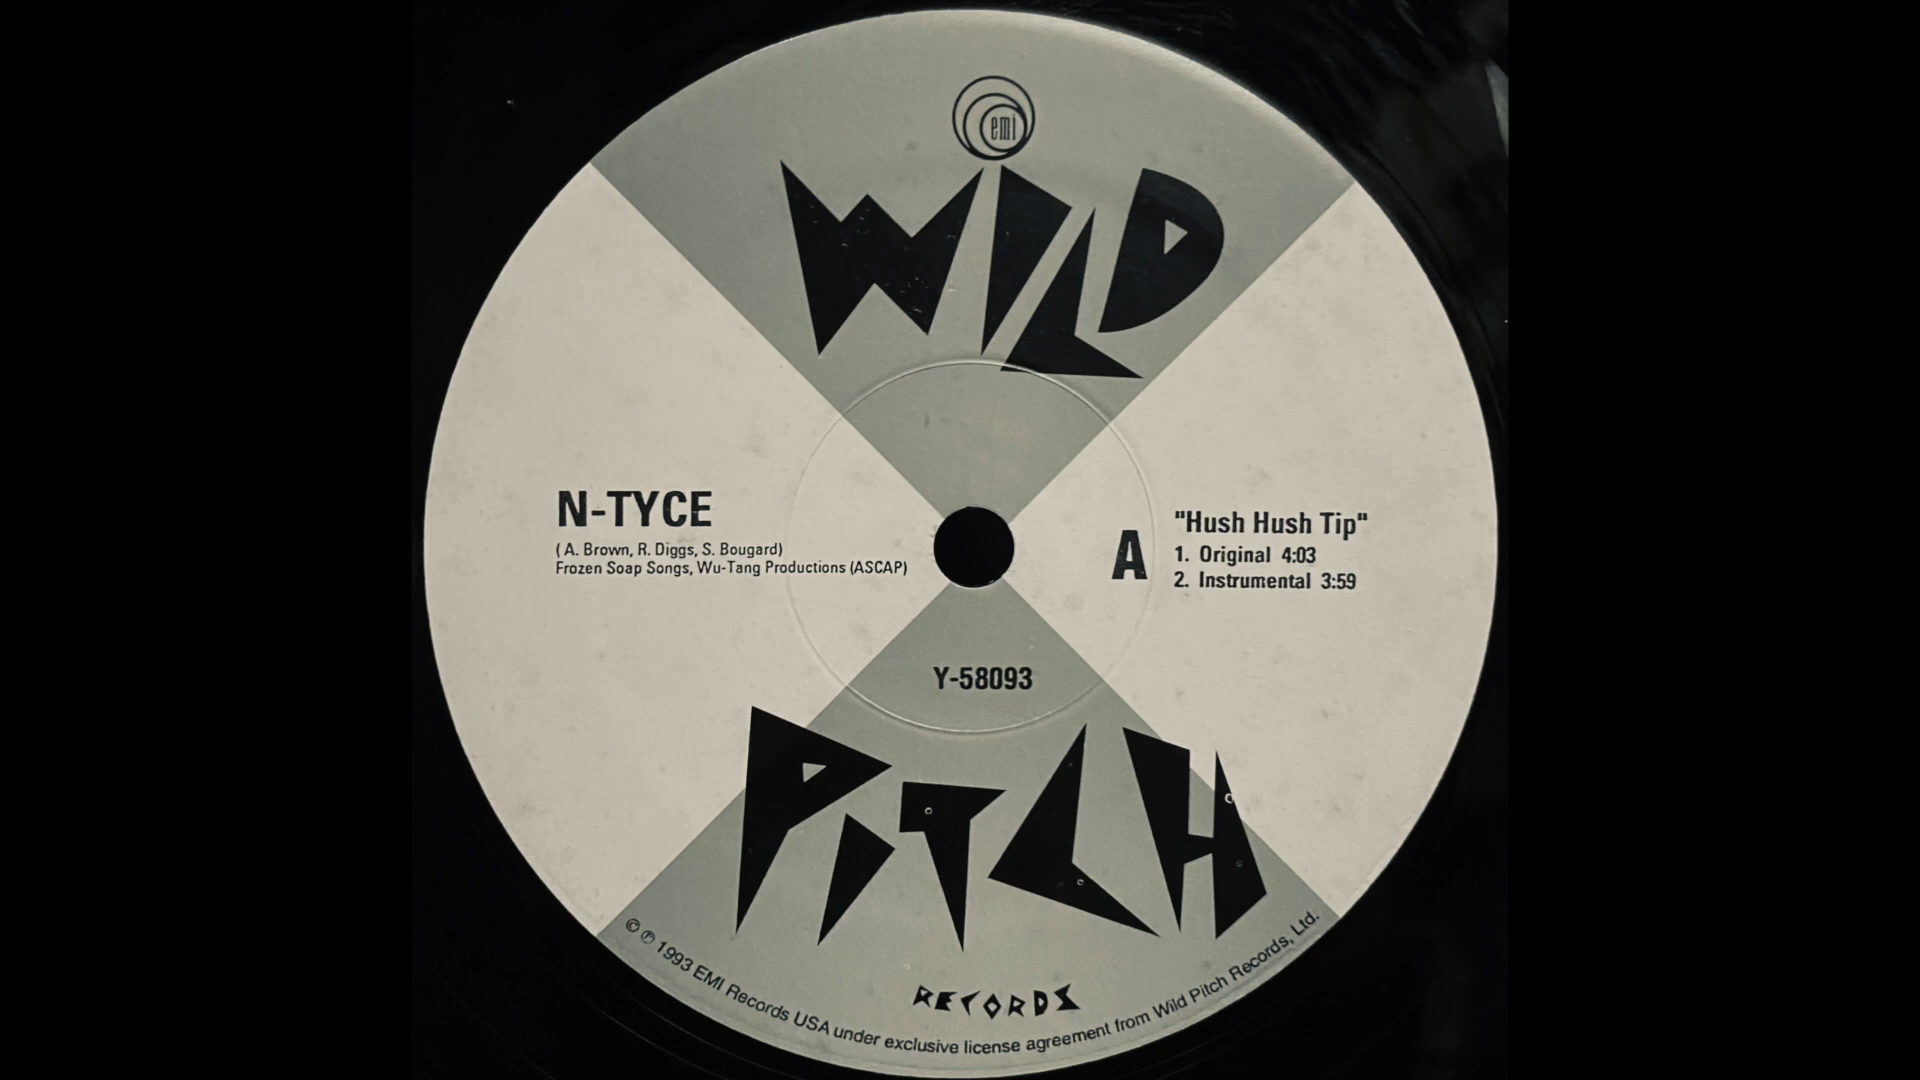 emi
WILD
N-TYCE
( A. Brown, R. Diggs, S. Bougard)
Frozen Soap Songs, Wu-Tang Productions (ASCAP)
A
"Hush Hush Tip"
1. Original 4:03
2. Instrumental 3:59
Y-58093
PITCH
RECORDS
© ℗ 1993 EMI Records USA under exclusive license agreement from Wild Pitch Records, Ltd.